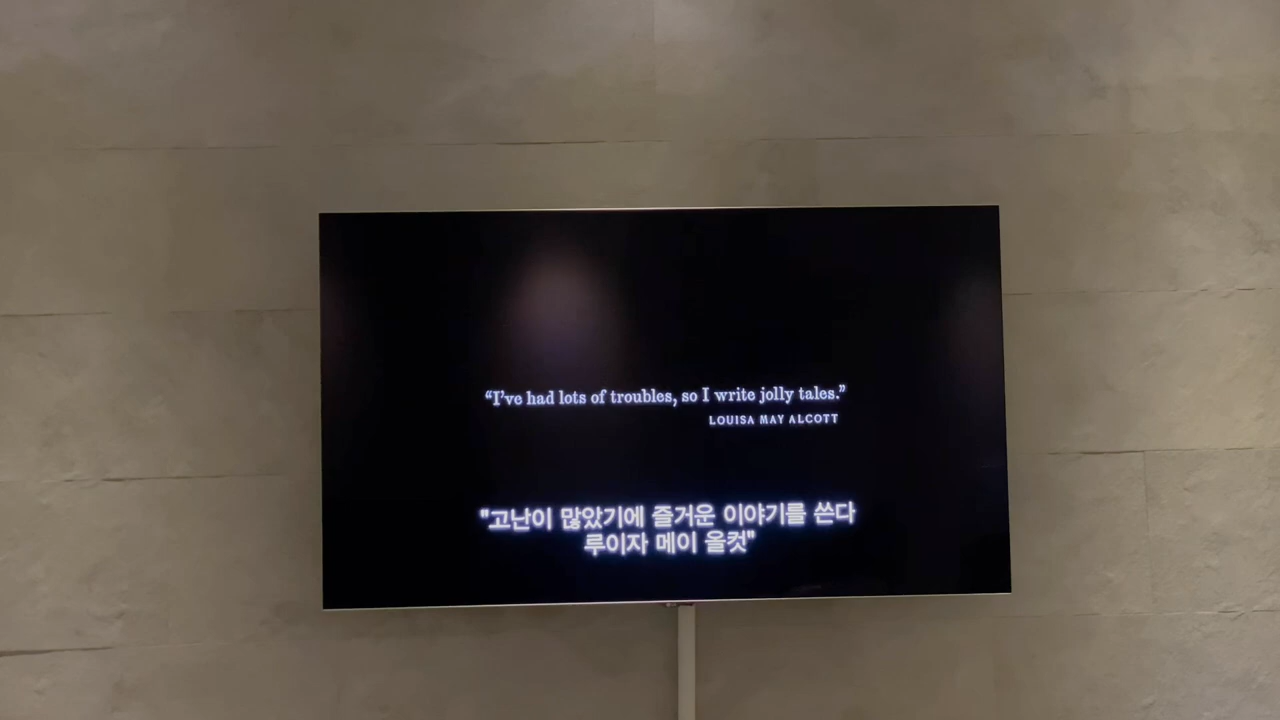 “I’ve had lots of troubles, so I write jolly tales.”
LOUISA MAY ALCOTT
"고난이 많았기에 즐거운 이야기를 쓴다
루이자 메이 올컷"